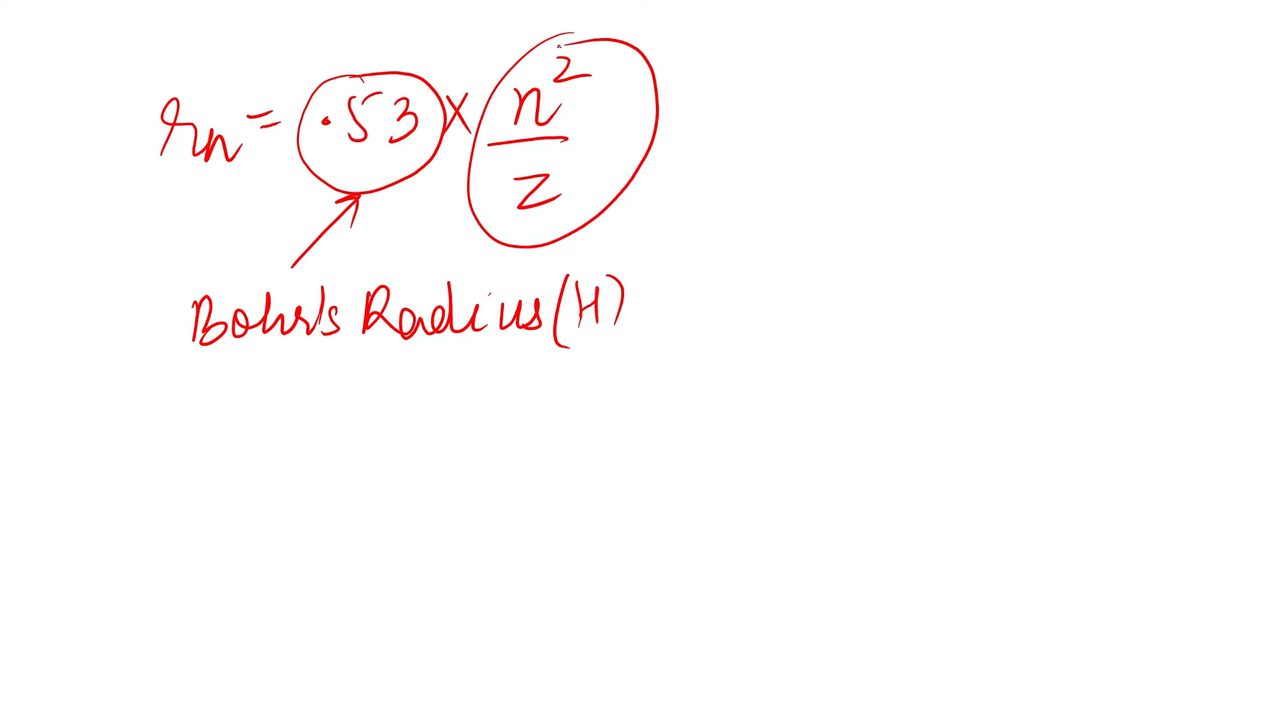 rn = .53 × n²/z
Bohr's Radius (H)